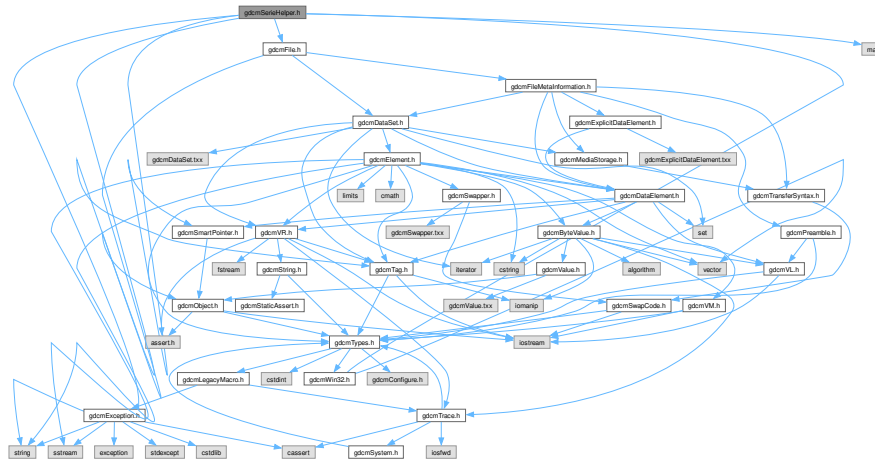 gdcmSerieHelper.h
gdcmFile.h
gdcmFileMetaInformation.h
gdcmDataSet.h
gdcmExplicitDataElement.h
gdcmDataSet.txx
gdcmElement.h
gdcmMediaStorage.h
gdcmExplicitDataElement.txx
limits
cmath
gdcmSwapper.h
gdcmDataElement.h
gdcmTransferSyntax.h
gdcmSmartPointer.h
gdcmVR.h
gdcmSwapper.txx
gdcmByteValue.h
set
gdcmPreamble.h
fstream
gdcmString.h
gdcmTag.h
iterator
cstring
gdcmValue.h
algorithm
vector
gdcmVL.h
gdcmObject.h
gdcmStaticAssert.h
gdcmValue.txx
iomanip
gdcmSwapCode.h
gdcmVM.h
assert.h
gdcmTypes.h
iostream
gdcmLegacyMacro.h
cstdint
gdcmWin32.h
gdcmConfigure.h
gdcmException.h
gdcmTrace.h
string
sstream
exception
stdexcept
cstdlib
cassert
gdcmSystem.h
iosfwd